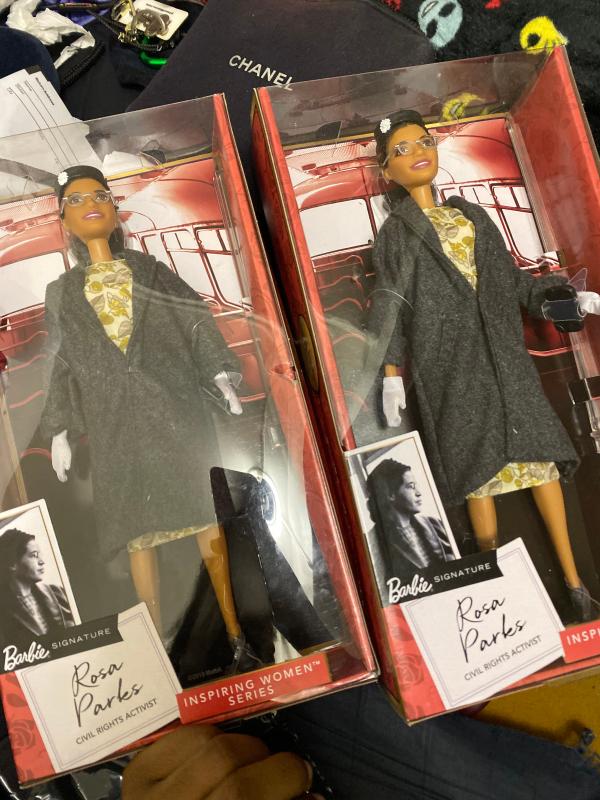 CHANEL
Barbie SIGNATURE
Rosa
Parks
CIVIL RIGHTS ACTIVIST
INSPIRING WOMEN™
SERIES
Barbie SIGNATURE
Rosa
Parks
CIVIL RIGHTS ACTIVIST